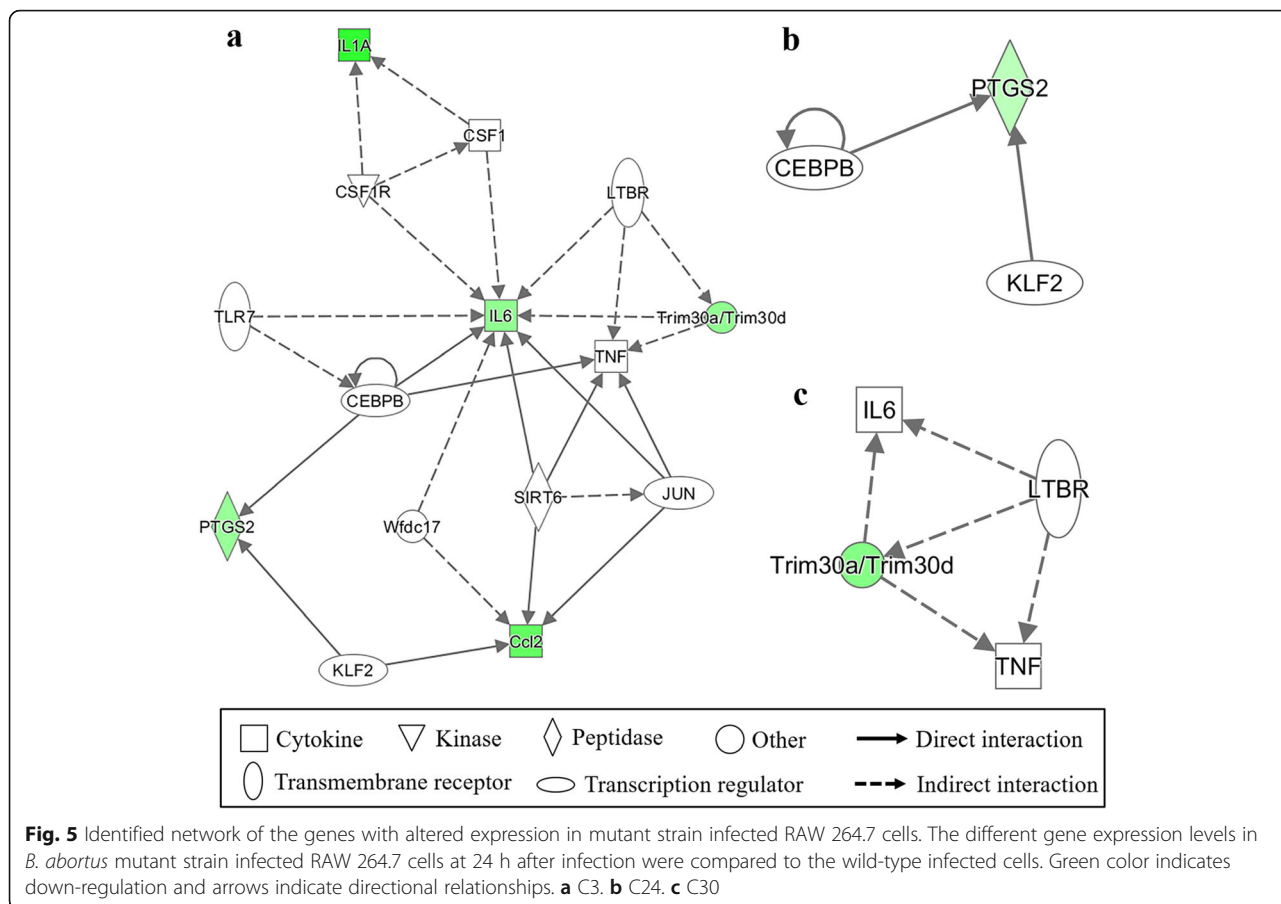 a
IL1A
CSF1
CSF1R
LTBR
TLR7
IL6
Trim30a/Trim30d
TNF
CEBPB
PTGS2
Wfdc17
SIRT6
JUN
KLF2
Ccl2
b
PTGS2
CEBPB
KLF2
c
IL6
LTBR
Trim30a/Trim30d
TNF
Cytokine Kinase Peptidase Other Direct interaction
Transmembrane receptor Transcription regulator Indirect interaction
Fig. 5 Identified network of the genes with altered expression in mutant strain infected RAW 264.7 cells. The different gene expression levels in
B. abortus mutant strain infected RAW 264.7 cells at 24 h after infection were compared to the wild-type infected cells. Green color indicates
down-regulation and arrows indicate directional relationships. a C3. b C24. c C30